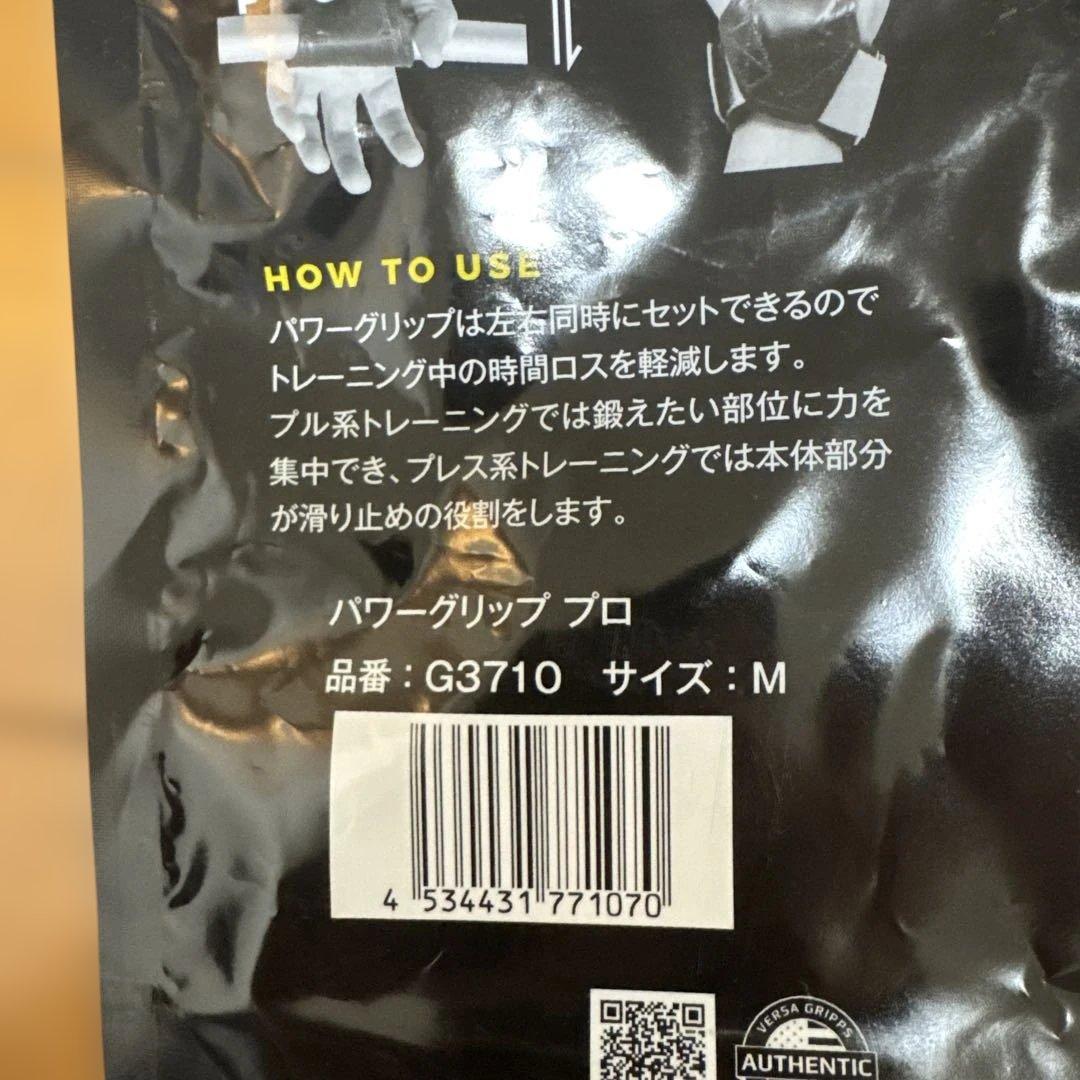 HOW TO USE
パワーグリップは左右同時にセットできるので
トレーニング中の時間ロスを軽減します。
プル系トレーニングでは鍛えたい部位に力を
集中でき、プレス系トレーニングでは本体部分
が滑り止めの役割をします。
パワーグリップ プロ
品番：G3710　サイズ：M
4 534431 771070
VERSA GRIPPS
AUTHENTIC